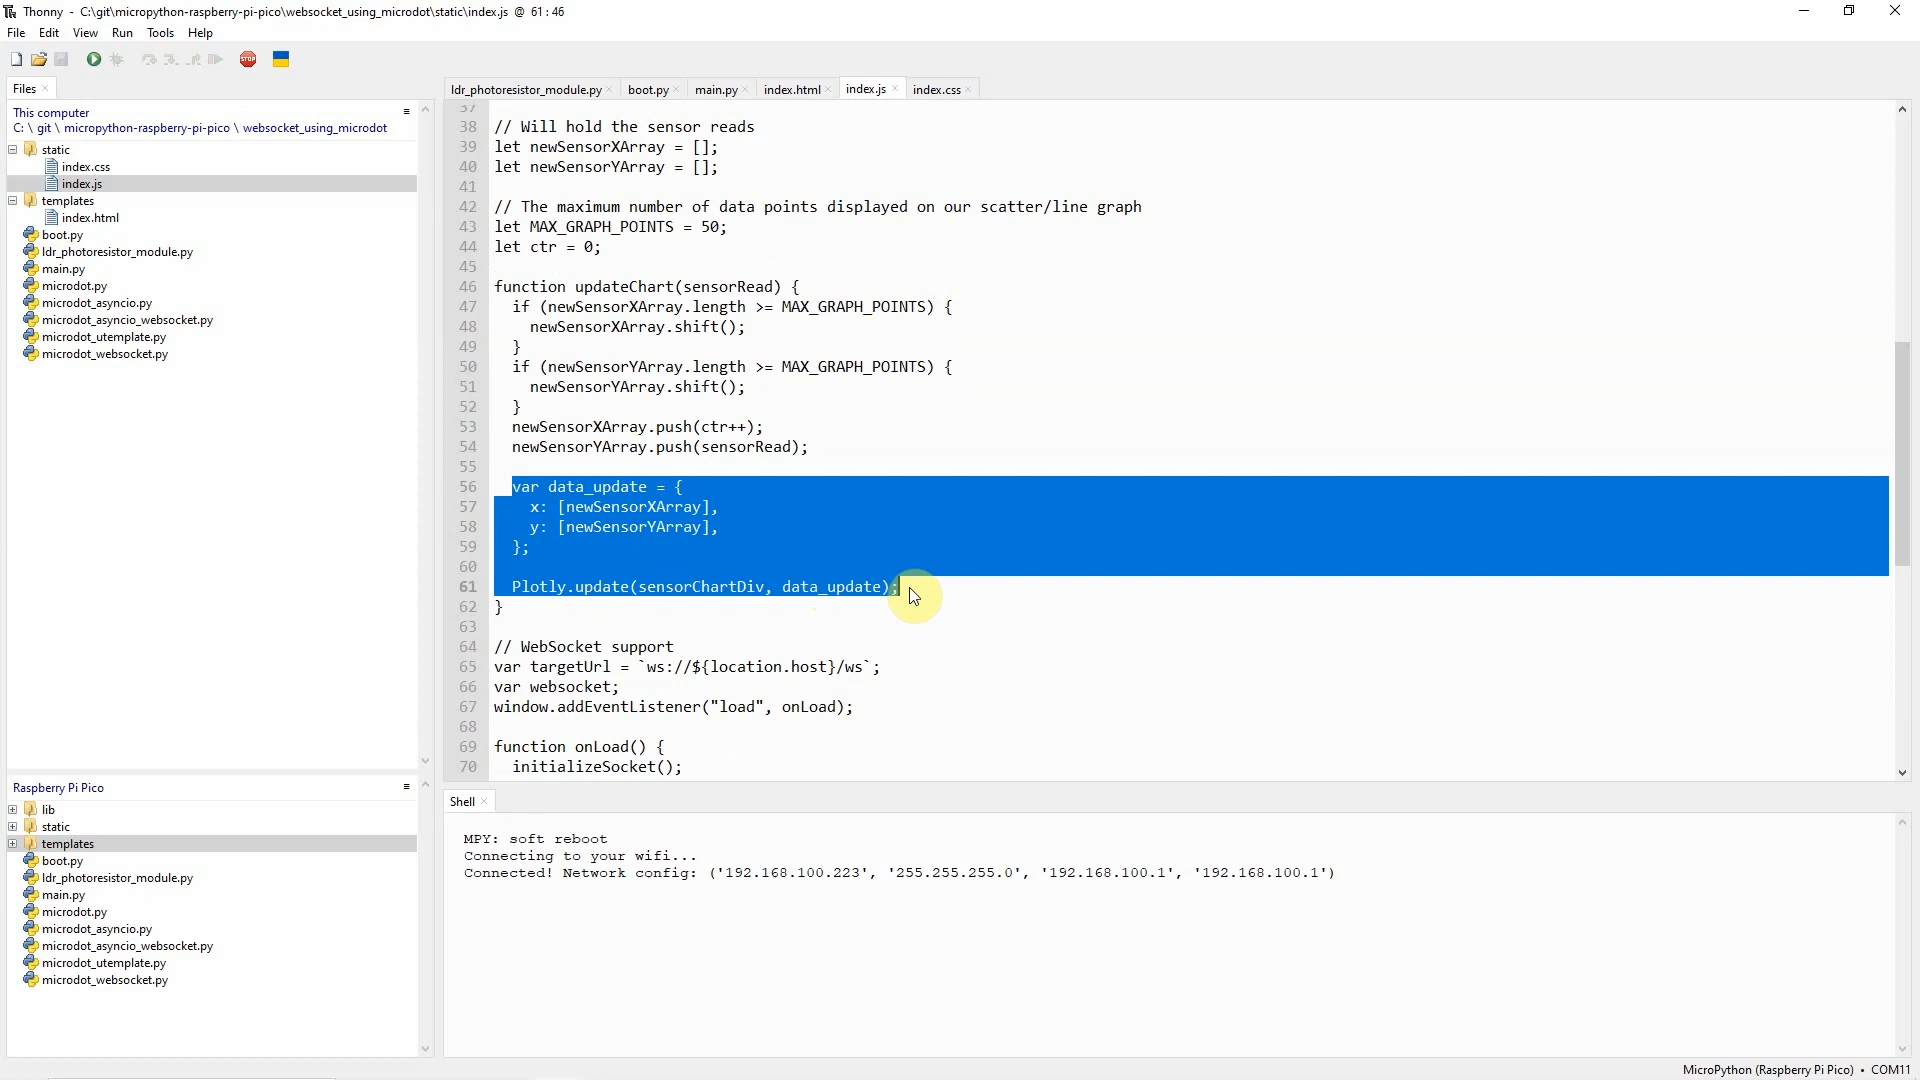 Thonny - C:\git\micropython-raspberry-pi-pico\websocket_using_microdot\static\index.js @ 61:46
File Edit View Run Tools Help
STOP
Files
This computer
C: \ git \ micropython-raspberry-pi-pico \ websocket_using_microdot
static
index.css
index.js
templates
index.html
boot.py
ldr_photoresistor_module.py
main.py
microdot.py
microdot_asyncio.py
microdot_asyncio_websocket.py
microdot_utemplate.py
microdot_websocket.py
Raspberry Pi Pico
lib
static
templates
boot.py
ldr_photoresistor_module.py
main.py
microdot.py
microdot_asyncio.py
microdot_asyncio_websocket.py
microdot_utemplate.py
microdot_websocket.py
ldr_photoresistor_module.py boot.py main.py index.html index.js index.css
37
38 // Will hold the sensor reads
39 let newSensorXArray = [];
40 let newSensorYArray = [];
41
42 // The maximum number of data points displayed on our scatter/line graph
43 let MAX_GRAPH_POINTS = 50;
44 let ctr = 0;
45
46 function updateChart(sensorRead) {
47 if (newSensorXArray.length >= MAX_GRAPH_POINTS) {
48 newSensorXArray.shift();
49 }
50 if (newSensorYArray.length >= MAX_GRAPH_POINTS) {
51 newSensorYArray.shift();
52 }
53 newSensorXArray.push(ctr++);
54 newSensorYArray.push(sensorRead);
55
56 var data_update = {
57 x: [newSensorXArray],
58 y: [newSensorYArray],
59 };
60
61 Plotly.update(sensorChartDiv, data_update);
62 }
63
64 // WebSocket support
65 var targetUrl = `ws://${location.host}/ws`;
66 var websocket;
67 window.addEventListener("load", onLoad);
68
69 function onLoad() {
70 initializeSocket();
Shell
MPY: soft reboot
Connecting to your wifi...
Connected! Network config: ('192.168.100.223', '255.255.255.0', '192.168.100.1', '192.168.100.1')
MicroPython (Raspberry Pi Pico) • COM11